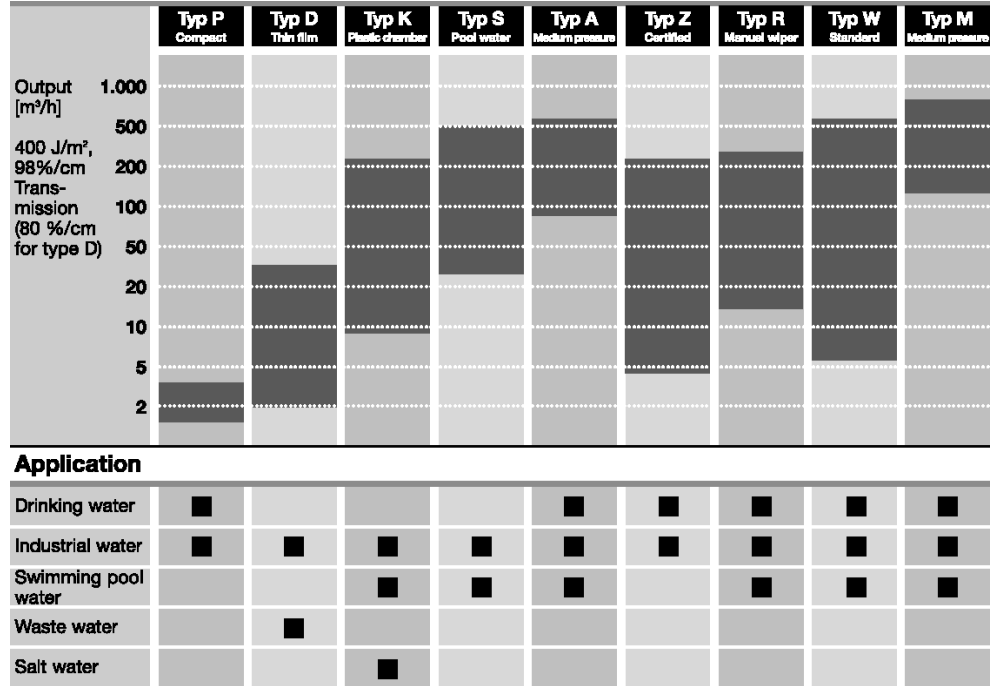 Typ P Typ D Typ K Typ S Typ A Typ Z Typ R Typ W Typ M
Compact Thin film Plastic chamber Pool water Medium pressure Certified Manual wiper Standard Medium pressure
Output 1.000
[m³/h]
500
400 J/m²,
98%/cm 200
Trans-
mission 100
(80 %/cm
for type D) 50
20
10
5
2
Application
Drinking water
Industrial water
Swimming pool
water
Waste water
Salt water